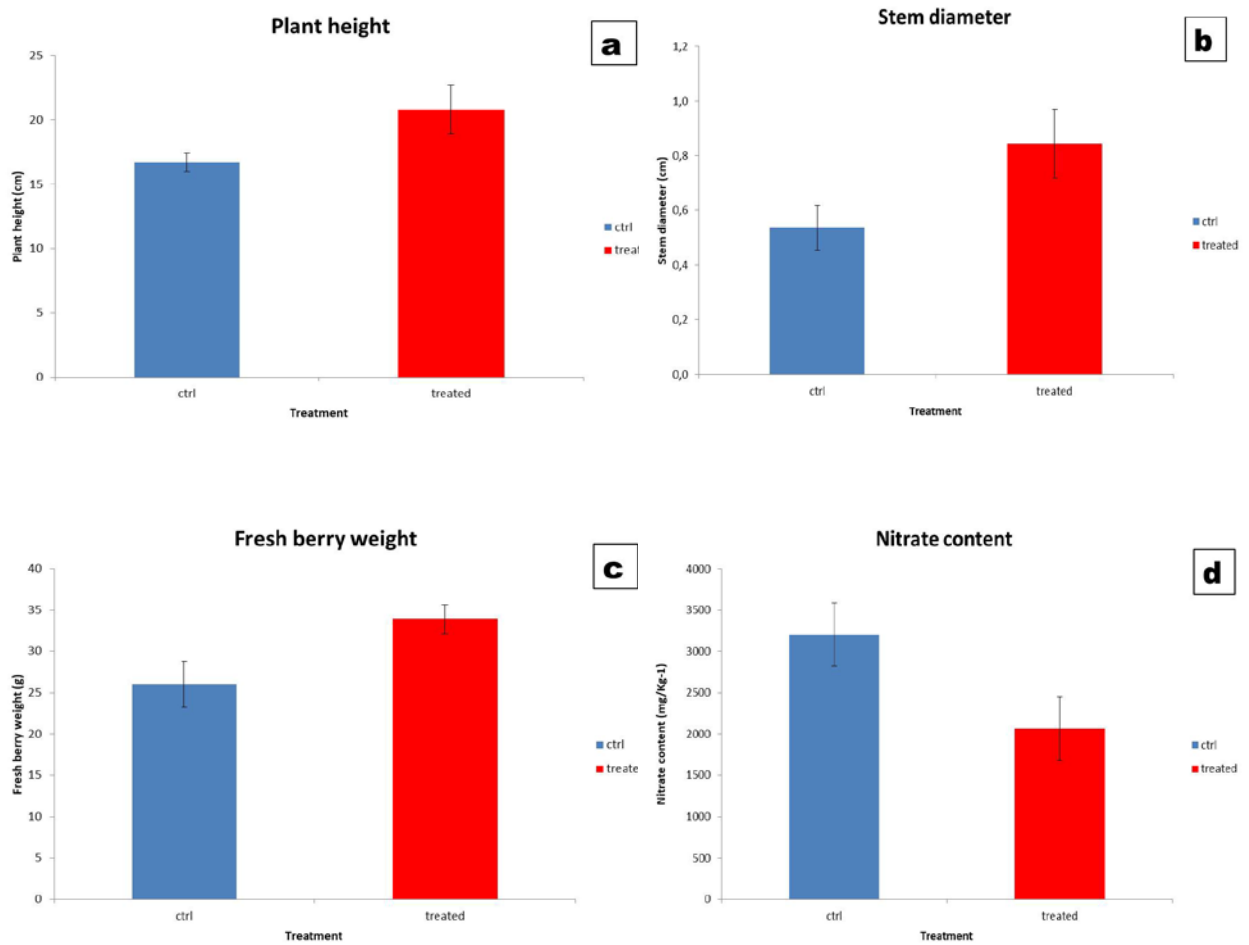 Plant height
a
25
20
15
10
5
0
Plant height (cm)
ctrl
treated
Treatment
ctrl
treat
Stem diameter
b
1,2
1,0
0,8
0,6
0,4
0,2
0,0
Stem diameter (cm)
ctrl
treated
Treatment
ctrl
treated
Fresh berry weight
c
40
35
30
25
20
15
10
5
0
Fresh berry weight (g)
ctrl
treated
Treatment
ctrl
treate
Nitrate content
d
4000
3500
3000
2500
2000
1500
1000
500
0
Nitrate content (mg/Kg-1)
ctrl
treated
Treatment
ctrl
treated